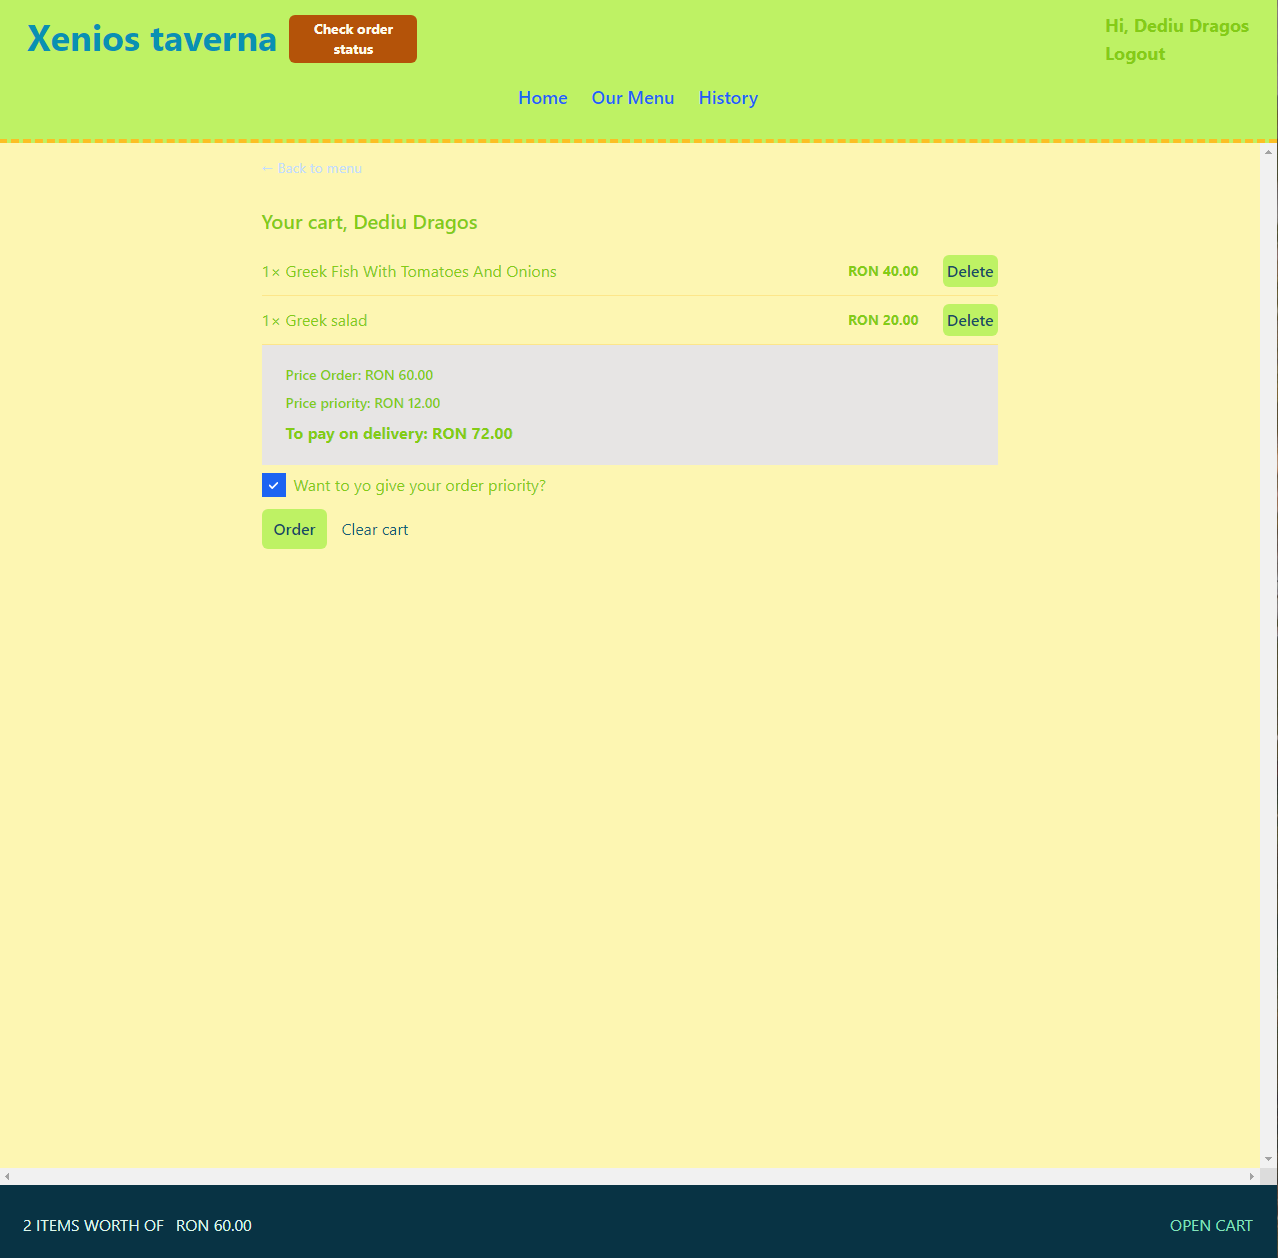 Xenios taverna
Check order
status
Hi, Dediu Dragos
Logout
Home Our Menu History
← Back to menu
Your cart, Dediu Dragos
1× Greek Fish With Tomatoes And Onions RON 40.00 Delete
1× Greek salad RON 20.00 Delete
Price Order: RON 60.00
Price priority: RON 12.00
To pay on delivery: RON 72.00
Want to yo give your order priority?
Order Clear cart
2 ITEMS WORTH OF RON 60.00 OPEN CART